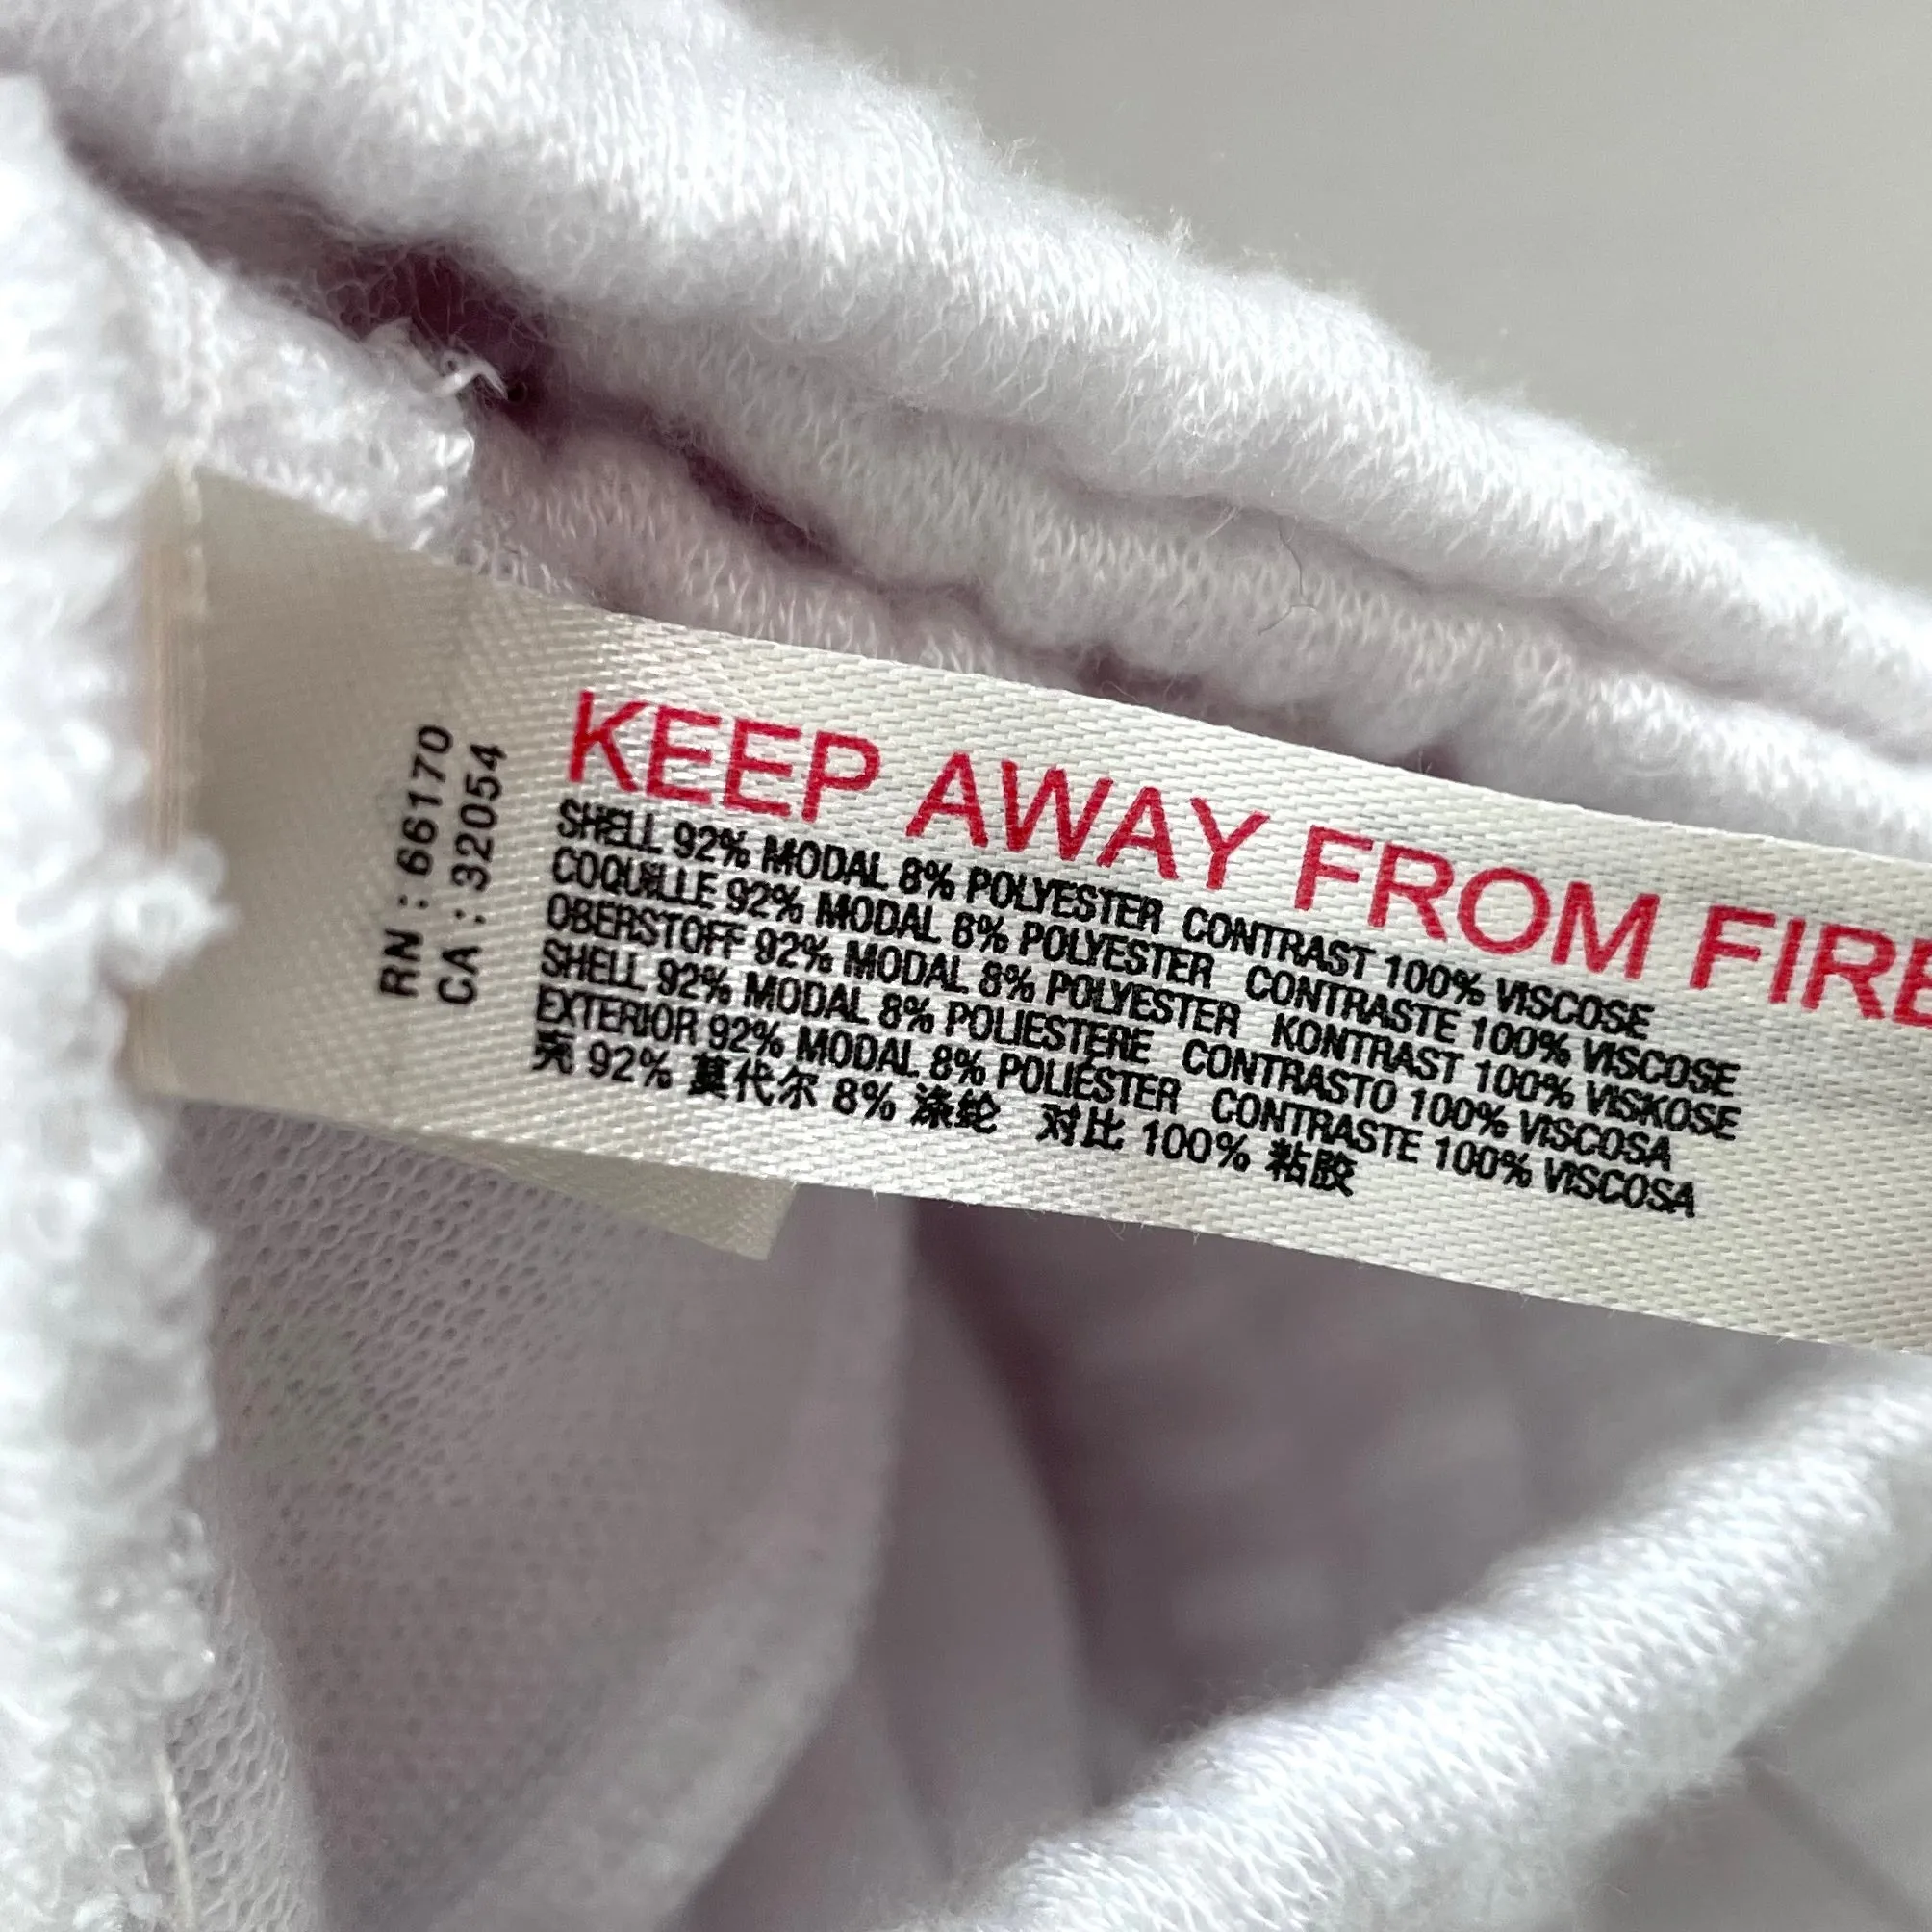 RN : 66170
CA : 32054
KEEP AWAY FROM FIRE
SHELL 92% MODAL 8% POLYESTER CONTRAST 100% VISCOSE
COQUILLE 92% MODAL 8% POLYESTER CONTRASTE 100% VISCOSE
OBERSTOFF 92% MODAL 8% POLYESTER KONTRAST 100% VISKOSE
SHELL 92% MODAL 8% POLIESTERE CONTRASTO 100% VISCOSA
EXTERIOR 92% MODAL 8% POLIÉSTER CONTRASTE 100% VISCOSA
壳 92% 莫代尔 8% 涤纶 对比 100% 粘胶